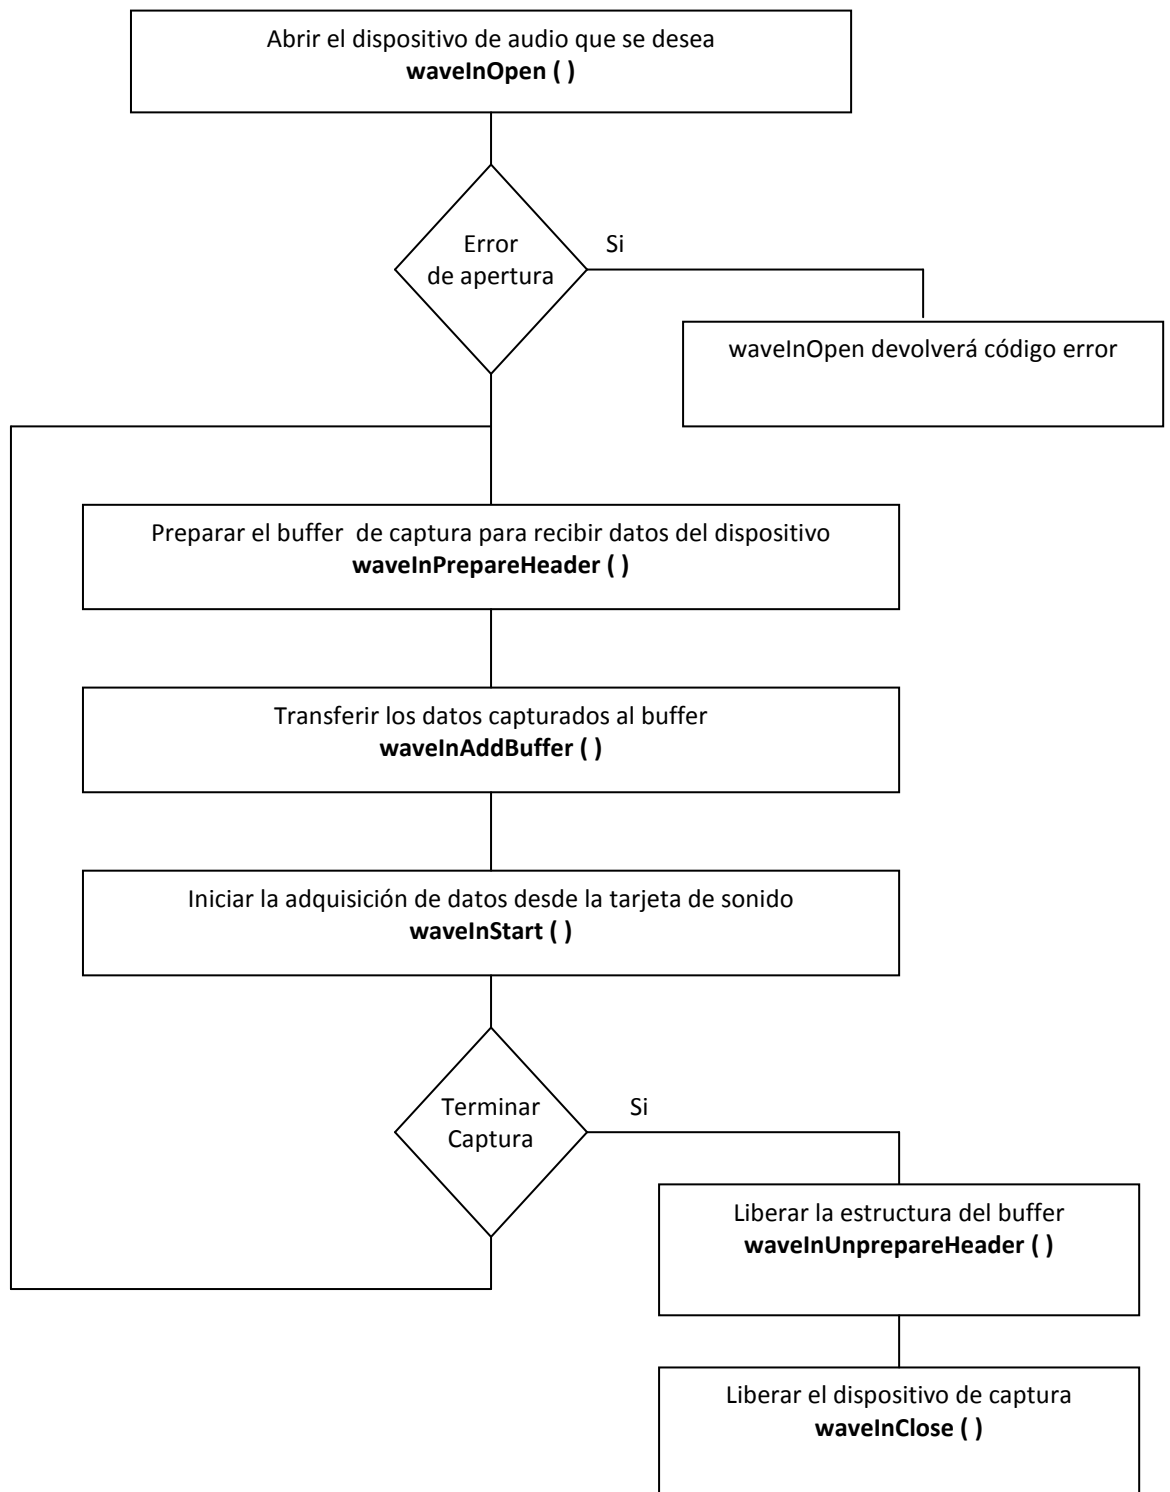 Abrir el dispositivo de audio que se desea
waveInOpen ( )
Error
de apertura
Si
waveInOpen devolverá código error
Preparar el buffer  de captura para recibir datos del dispositivo
waveInPrepareHeader ( )
Transferir los datos capturados al buffer
waveInAddBuffer ( )
Iniciar la adquisición de datos desde la tarjeta de sonido
waveInStart ( )
Terminar
Captura
Si
Liberar la estructura del buffer
waveInUnprepareHeader ( )
Liberar el dispositivo de captura
waveInClose ( )